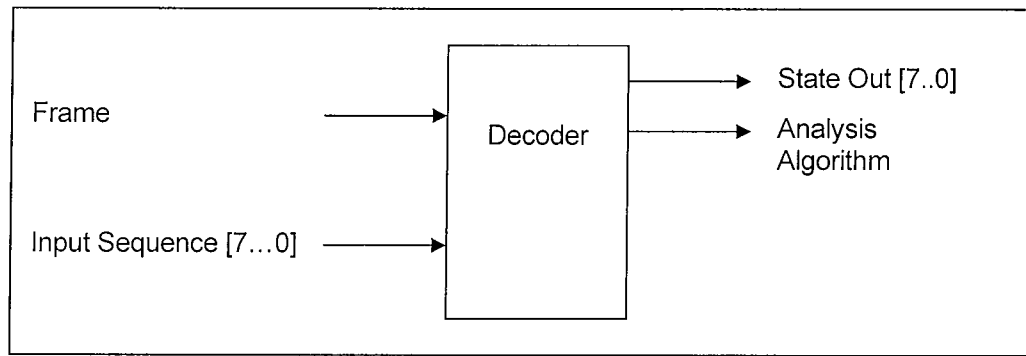 Frame
Input Sequence [7...0]
Decoder
State Out [7..0]
Analysis
Algorithm